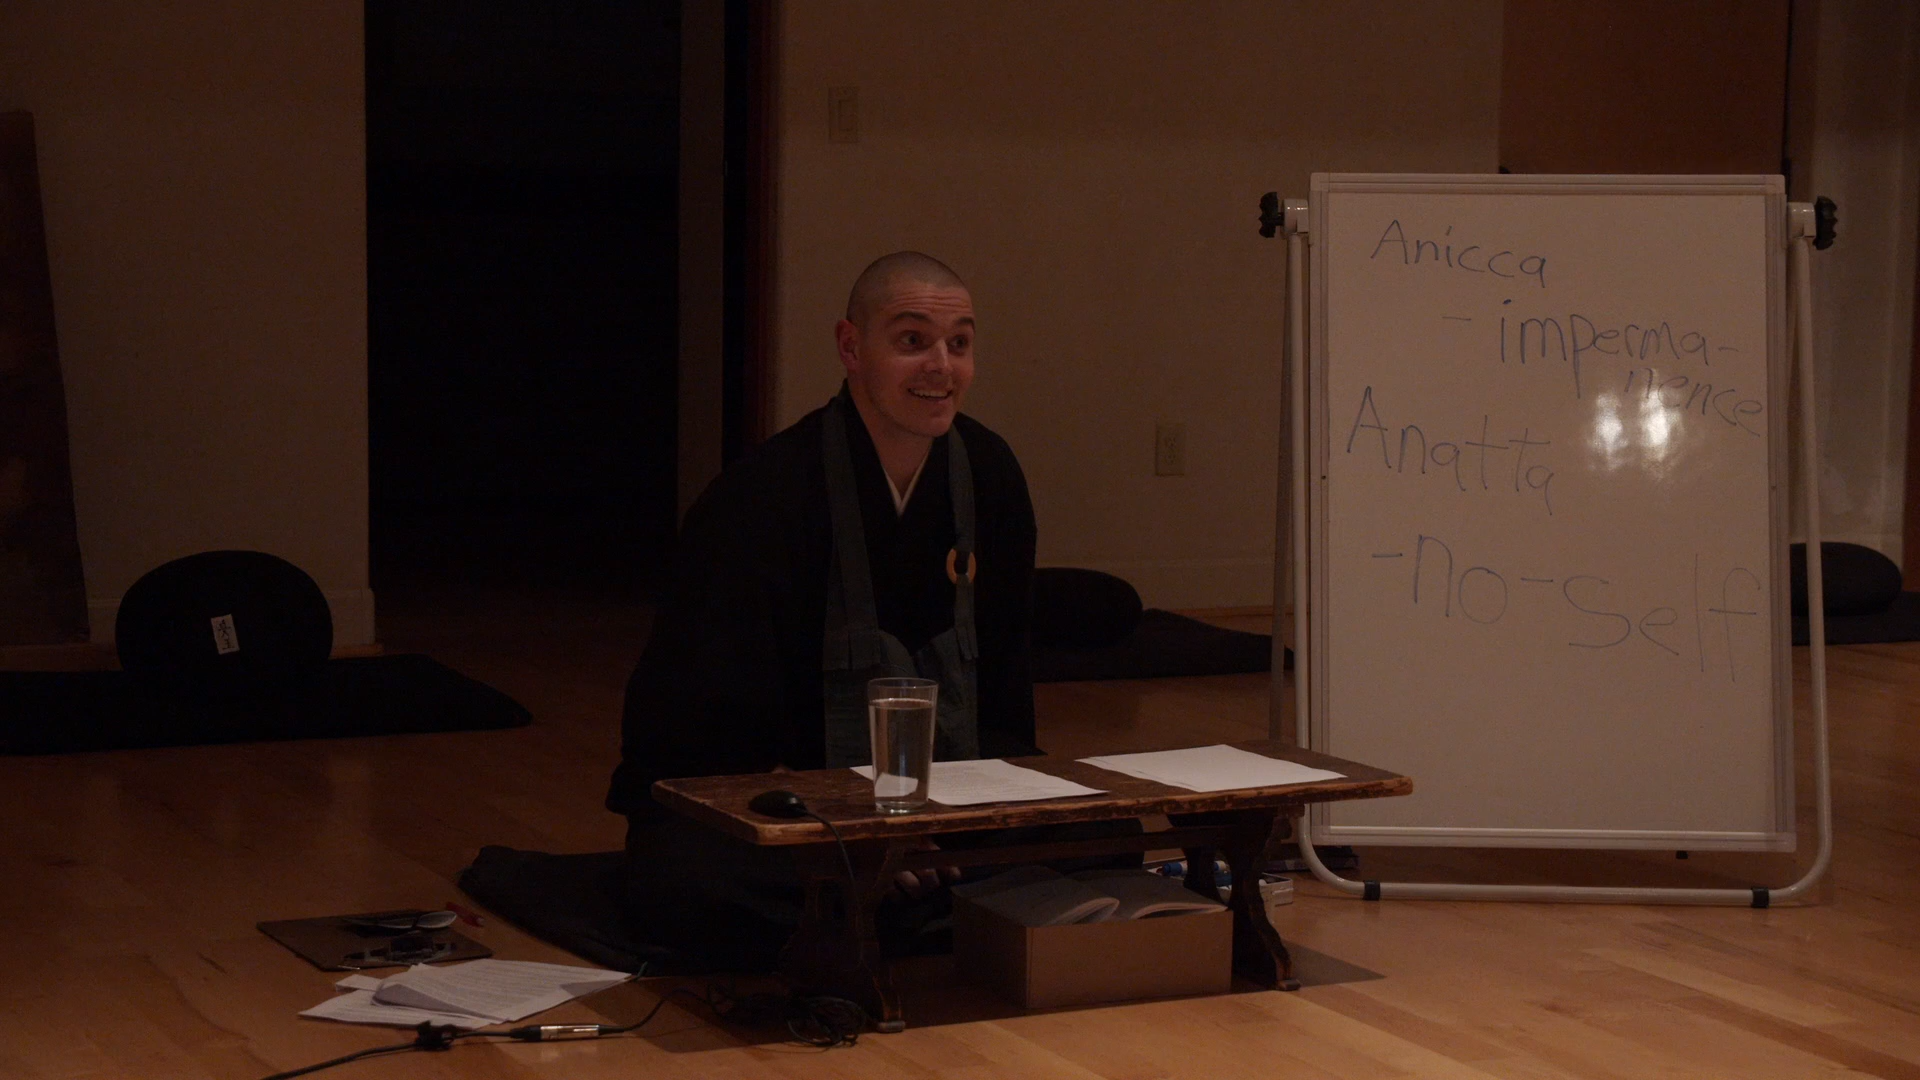 Anicca
- imperma-
nence
Anatta
- no-self